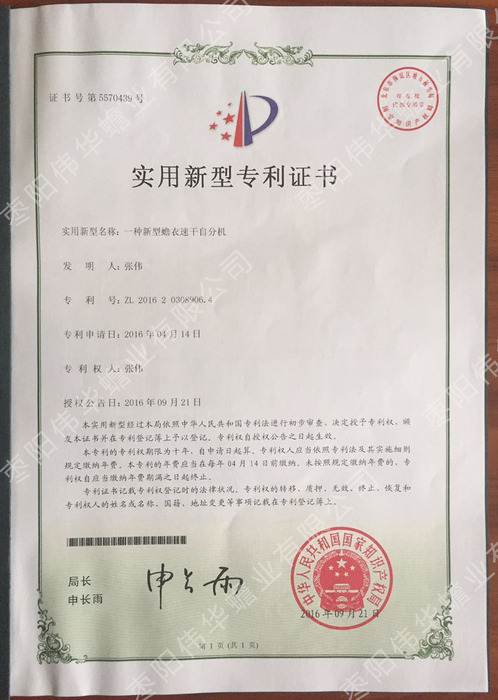 证书号第5570439号
实用新型专利证书
实用新型名称：一种新型蟾衣速干自分机
发明人：张伟
专利号：ZL 2016 2 0308906.4
专利申请日：2016年04月14日
专利权人：张伟
授权公告日：2016年09月21日
本实用新型经过本局依照中华人民共和国专利法进行初步审查，决定授予专利权，颁
发本证书并在专利登记簿上予以登记。专利权自授权公告之日起生效。
本专利的专利权期限为十年，自申请日起算。专利权人应当依照专利法及其实施细则
规定缴纳年费。本专利的年费应当在每年04月14日前缴纳。未按照规定缴纳年费的，专
利权自应当缴纳年费期满之日起终止。
专利证书记载专利权登记时的法律状况。专利权的转移、质押、无效、终止、恢复和
专利权人的姓名或名称、国籍、地址变更等事项记载在专利登记簿上。
局长
申长雨
申长雨
中华人民共和国国家知识产权局
2016年09月21日
第1页(共1页)
枣阳伟华蟾业有限公司